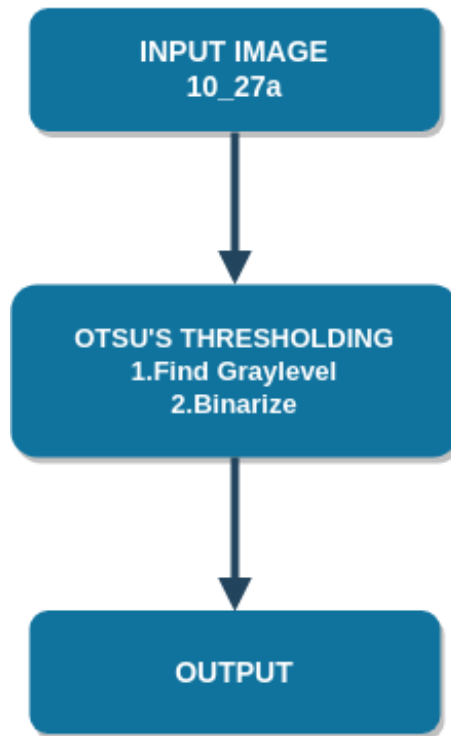 INPUT IMAGE
10_27a
OTSU'S THRESHOLDING
1.Find Graylevel
2.Binarize
OUTPUT